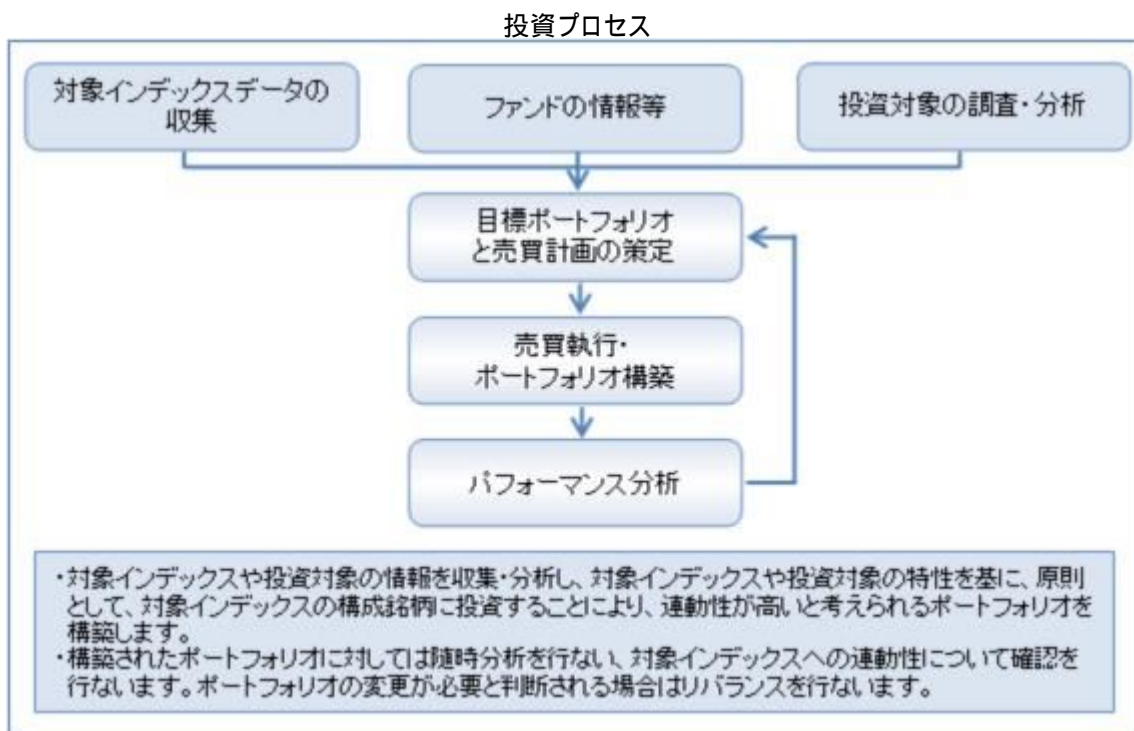 投資プロセス
対象インデックスデータの
収集
ファンドの情報等
投資対象の調査・分析
目標ポートフォリオ
と売買計画の策定
売買執行・
ポートフォリオ構築
パフォーマンス分析
・対象インデックスや投資対象の情報を収集・分析し、対象インデックスや投資対象の特性を基に、原則
として、対象インデックスの構成銘柄に投資することにより、連動性が高いと考えられるポートフォリオを
構築します。
・構築されたポートフォリオに対しては随時分析を行ない、対象インデックスへの連動性について確認を
行ないます。ポートフォリオの変更が必要と判断される場合はリバランスを行ないます。